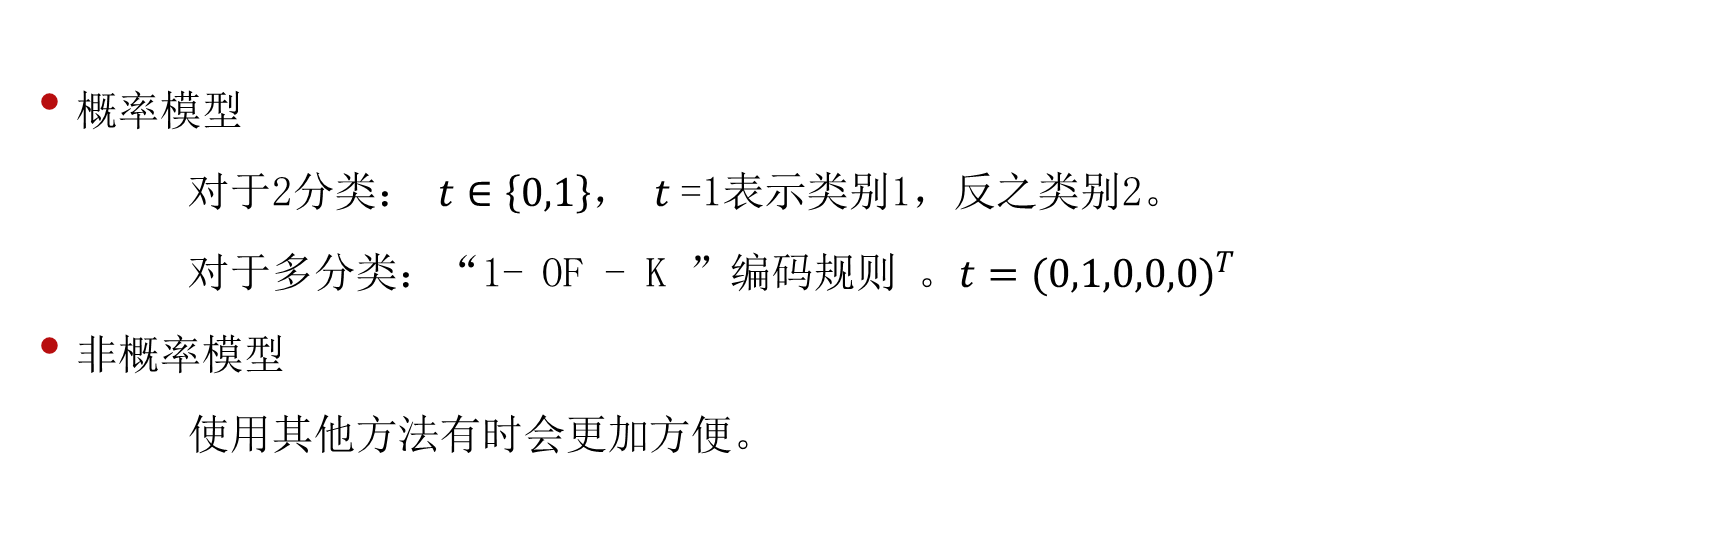 • 概率模型
对于2分类： t ∈ {0,1}， t =1表示类别1，反之类别2。
对于多分类：“1- OF - K ”编码规则 。t = (0,1,0,0,0)^T
• 非概率模型
使用其他方法有时会更加方便。